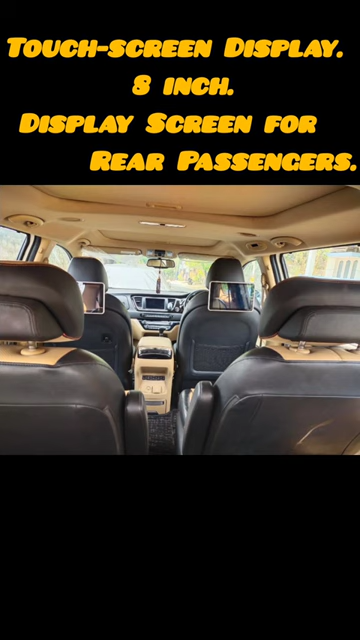 Touch-screen Display.
8 inch.
Display Screen for
Rear Passengers.